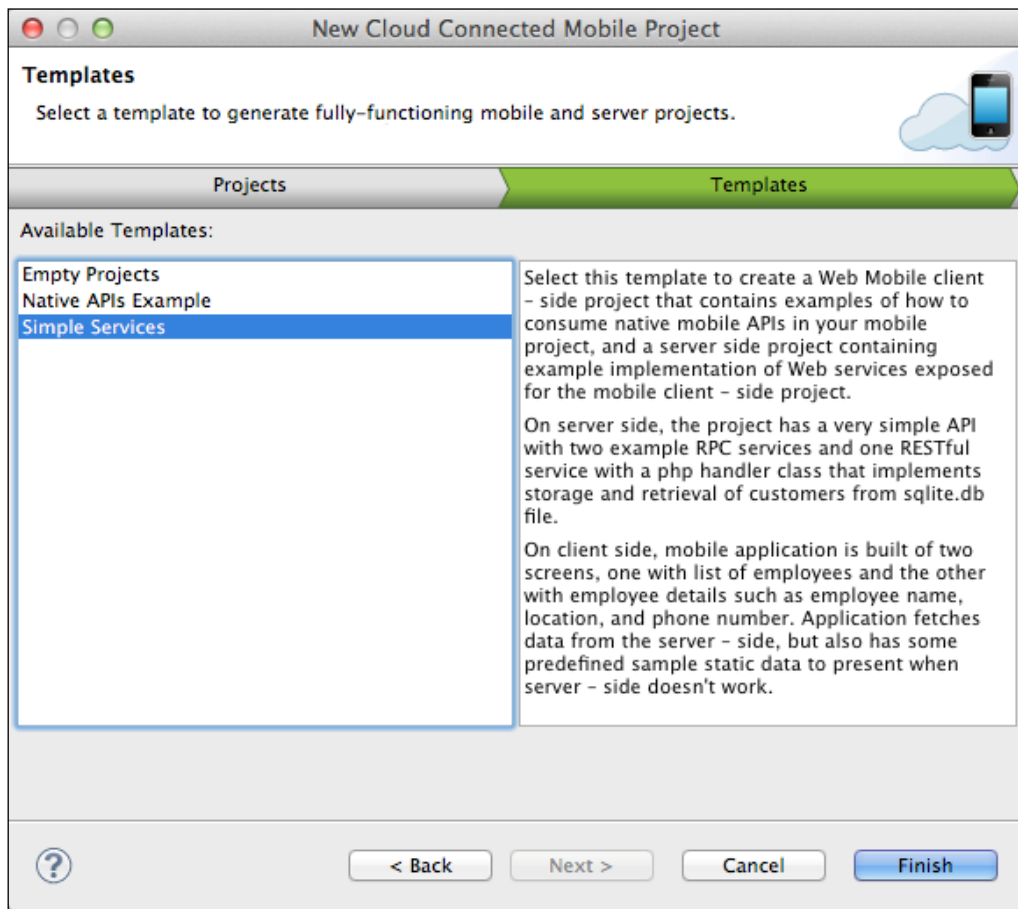 New Cloud Connected Mobile Project
Templates
Select a template to generate fully-functioning mobile and server projects.
Projects
Templates
Available Templates:
Empty Projects
Native APIs Example
Simple Services
Select this template to create a Web Mobile client
– side project that contains examples of how to
consume native mobile APIs in your mobile
project, and a server side project containing
example implementation of Web services exposed
for the mobile client – side project.
On server side, the project has a very simple API
with two example RPC services and one RESTful
service with a php handler class that implements
storage and retrieval of customers from sqlite.db
file.
On client side, mobile application is built of two
screens, one with list of employees and the other
with employee details such as employee name,
location, and phone number. Application fetches
data from the server – side, but also has some
predefined sample static data to present when
server – side doesn't work.
?
< Back
Next >
Cancel
Finish